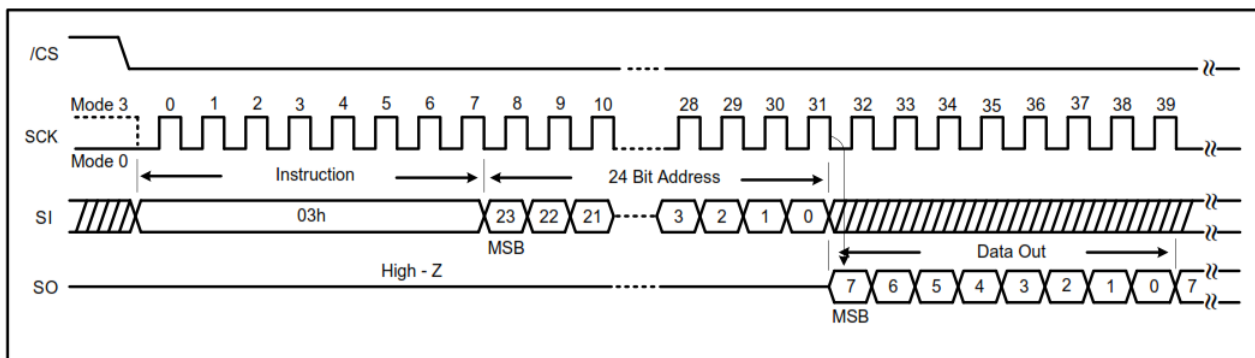 /CS
Mode 3 0 1 2 3 4 5 6 7 8 9 10 28 29 30 31 32 33 34 35 36 37 38 39
SCK
Mode 0
Instruction 24 Bit Address
SI 03h 23 22 21 3 2 1 0
MSB
High - Z Data Out
SO 7 6 5 4 3 2 1 0 7
MSB